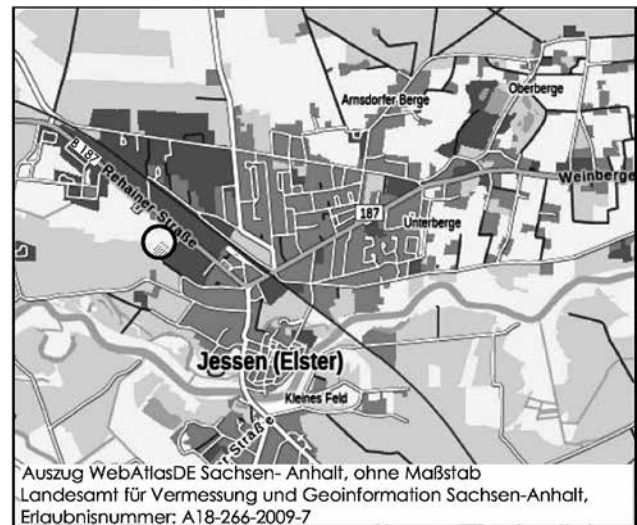 Arnsdorfer Berge
Oberberge
B 187
Rehainer Straße
Weinberge
187
Unterberge
Jessen (Elster)
Kleines Feld
er Straße
Auszug WebAtlasDE Sachsen- Anhalt, ohne Maßstab
Landesamt für Vermessung und Geoinformation Sachsen-Anhalt,
Erlaubnisnummer: A18-266-2009-7